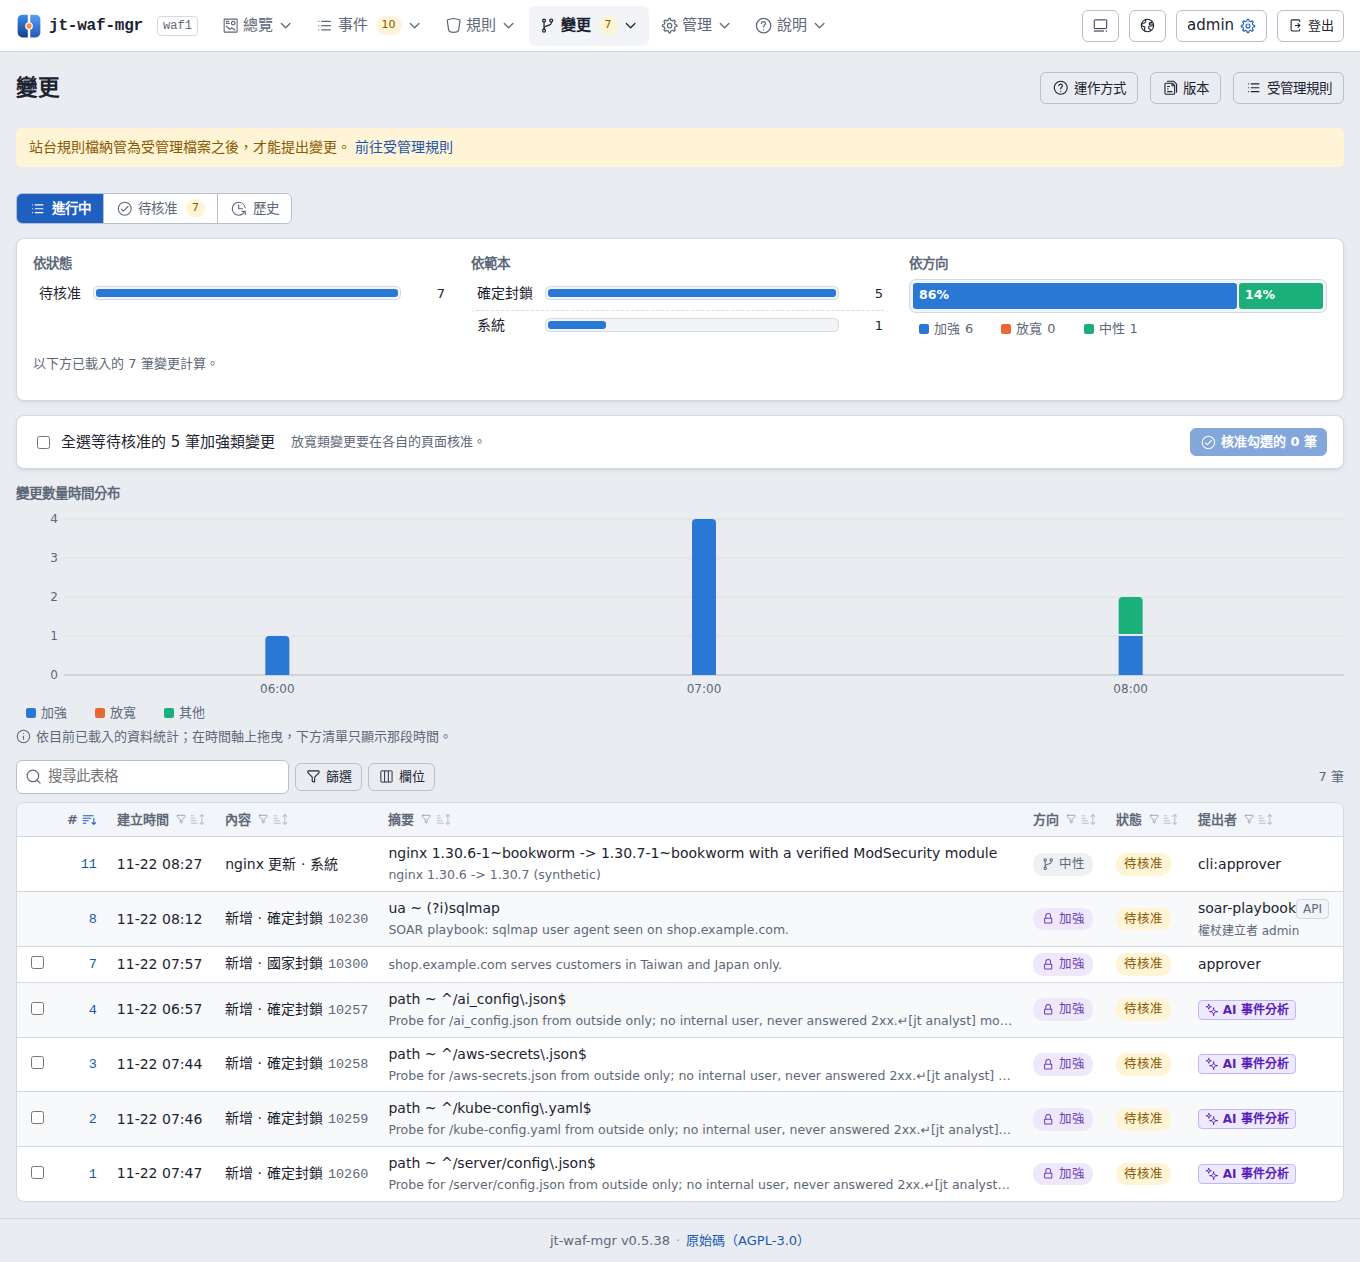 jt-waf-mgr waf1 總覽 事件 10 規則 變更 7 管理 說明 admin 登出
變更 運作方式 版本 受管理規則
站台規則檔納管為受管理檔案之後，才能提出變更。 前往受管理規則
進行中 待核准 7 歷史
依狀態 依範本 依方向
待核准 7 確定封鎖 5 86% 14%
系統 1 加強 6 放寬 0 中性 1
以下方已載入的 7 筆變更計算。
全選等待核准的 5 筆加強類變更 放寬類變更要在各自的頁面核准。 核准勾選的 0 筆
變更數量時間分布
4
3
2
1
0
06:00 07:00 08:00
加強 放寬 其他
依目前已載入的資料統計；在時間軸上拖曳，下方清單只顯示那段時間。
搜尋此表格 篩選 欄位 7 筆
# 建立時間 內容 摘要 方向 狀態 提出者
11 11-22 08:27 nginx 更新 · 系統 nginx 1.30.6-1~bookworm -> 1.30.7-1~bookworm with a verified ModSecurity module 中性 待核准 cli:approver
nginx 1.30.6 -> 1.30.7 (synthetic)
8 11-22 08:12 新增 · 確定封鎖 10230 ua ~ (?i)sqlmap 加強 待核准 soar-playbook API
SOAR playbook: sqlmap user agent seen on shop.example.com. 權杖建立者 admin
7 11-22 07:57 新增 · 國家封鎖 10300 shop.example.com serves customers in Taiwan and Japan only. 加強 待核准 approver
4 11-22 06:57 新增 · 確定封鎖 10257 path ~ ^/ai_config\.json$ 加強 待核准 AI 事件分析
Probe for /ai_config.json from outside only; no internal user, never answered 2xx.↵[jt analyst] mo…
3 11-22 07:44 新增 · 確定封鎖 10258 path ~ ^/aws-secrets\.json$ 加強 待核准 AI 事件分析
Probe for /aws-secrets.json from outside only; no internal user, never answered 2xx.↵[jt analyst] …
2 11-22 07:46 新增 · 確定封鎖 10259 path ~ ^/kube-config\.yaml$ 加強 待核准 AI 事件分析
Probe for /kube-config.yaml from outside only; no internal user, never answered 2xx.↵[jt analyst]…
1 11-22 07:47 新增 · 確定封鎖 10260 path ~ ^/server/config\.json$ 加強 待核准 AI 事件分析
Probe for /server/config.json from outside only; no internal user, never answered 2xx.↵[jt analyst…
jt-waf-mgr v0.5.38 · 原始碼（AGPL-3.0）